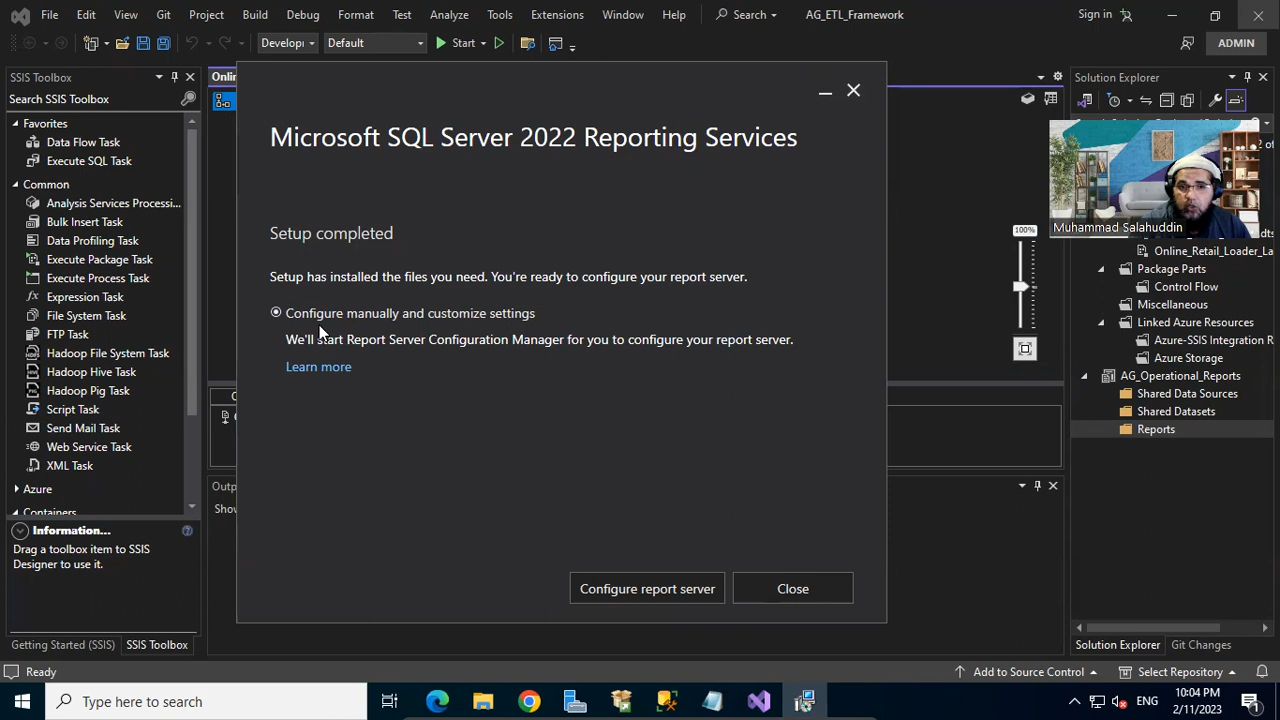 File Edit View Git Project Build Debug Format Test Analyze Tools Extensions Window Help Search AG_ETL_Framework Sign in
Develop Default Start ADMIN
SSIS Toolbox
Search SSIS Toolbox
Favorites
Data Flow Task
Execute SQL Task
Common
Analysis Services Processi...
Bulk Insert Task
Data Profiling Task
Execute Package Task
Execute Process Task
Expression Task
File System Task
FTP Task
Hadoop File System Task
Hadoop Hive Task
Hadoop Pig Task
Script Task
Send Mail Task
Web Service Task
XML Task
Azure
Containers
Information...
Drag a toolbox item to SSIS
Designer to use it.
Getting Started (SSIS) SSIS Toolbox
Onlin
Microsoft SQL Server 2022 Reporting Services
Setup completed
Setup has installed the files you need. You're ready to configure your report server.
Configure manually and customize settings
We'll start Report Server Configuration Manager for you to configure your report server.
Learn more
Configure report server Close
Outp
Show
100%
Solution Explorer
2 of
Muhammad Salahuddin
Online_Retail_Loader_La
Package Parts
Control Flow
Miscellaneous
Linked Azure Resources
Azure-SSIS Integration R
Azure Storage
AG_Operational_Reports
Shared Data Sources
Shared Datasets
Reports
Solution Explorer Git Changes
Ready Add to Source Control Select Repository
Type here to search ENG 10:04 PM
2/11/2023
1